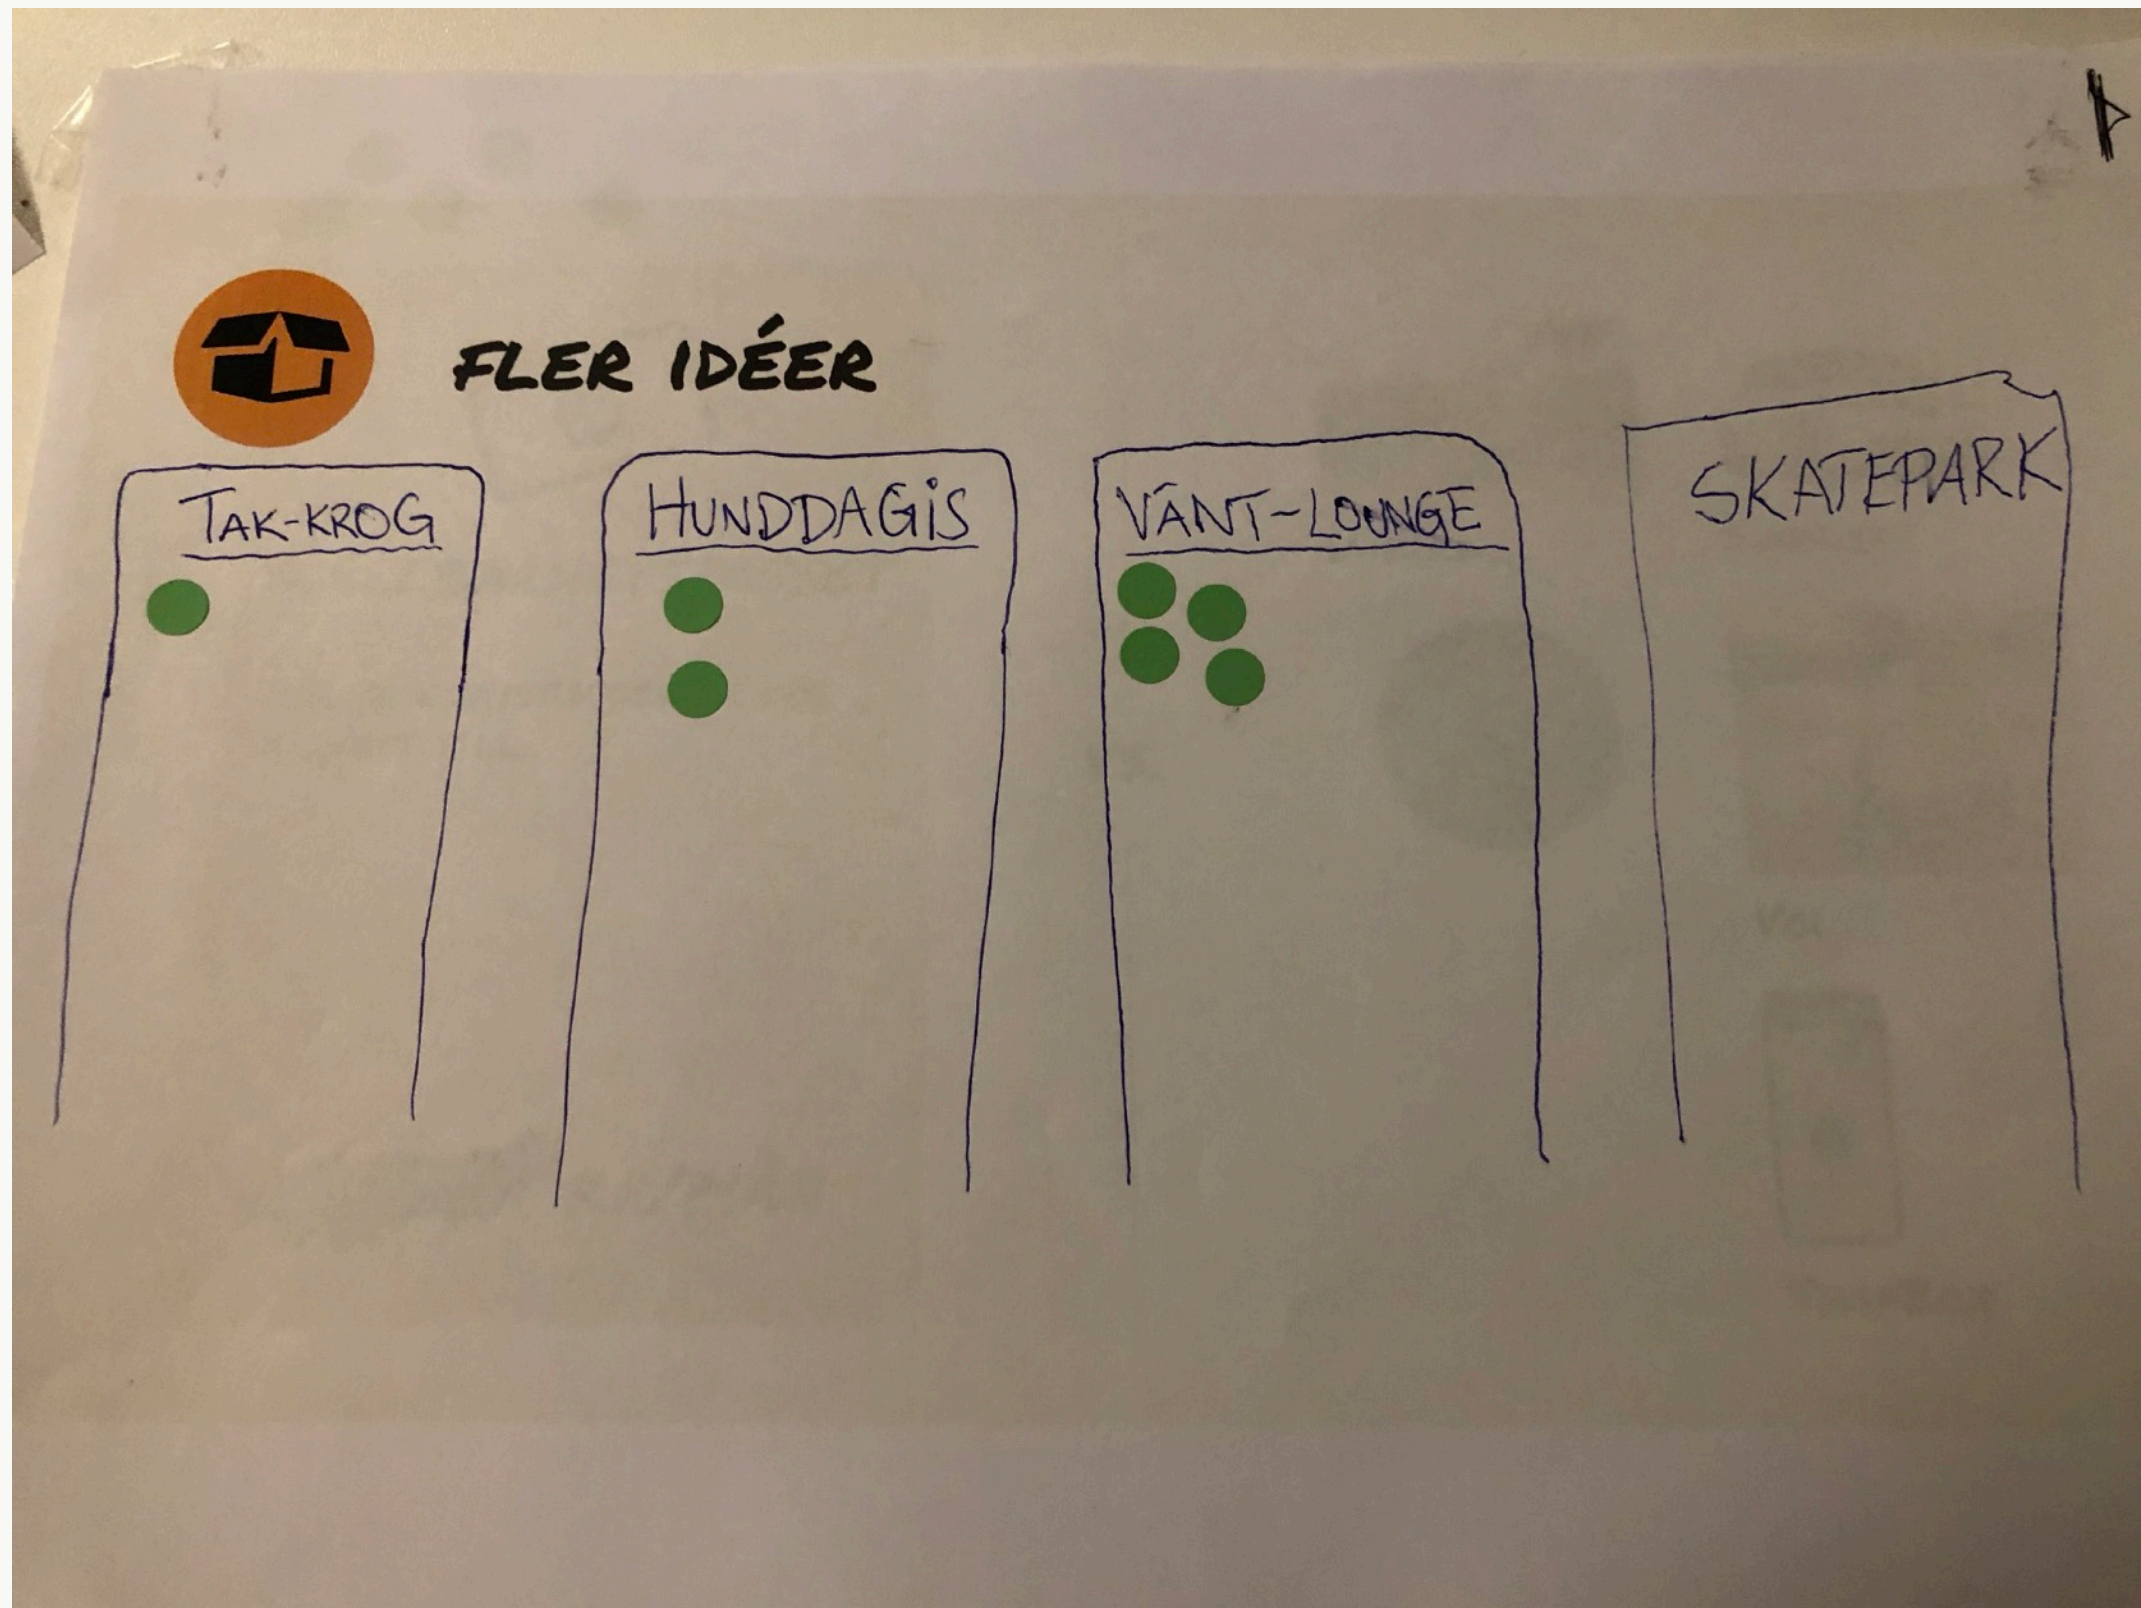 FLER IDÉER
TAK-KROG
HUNDDAGIS
VÄNT-LOUNGE
SKATEPARK